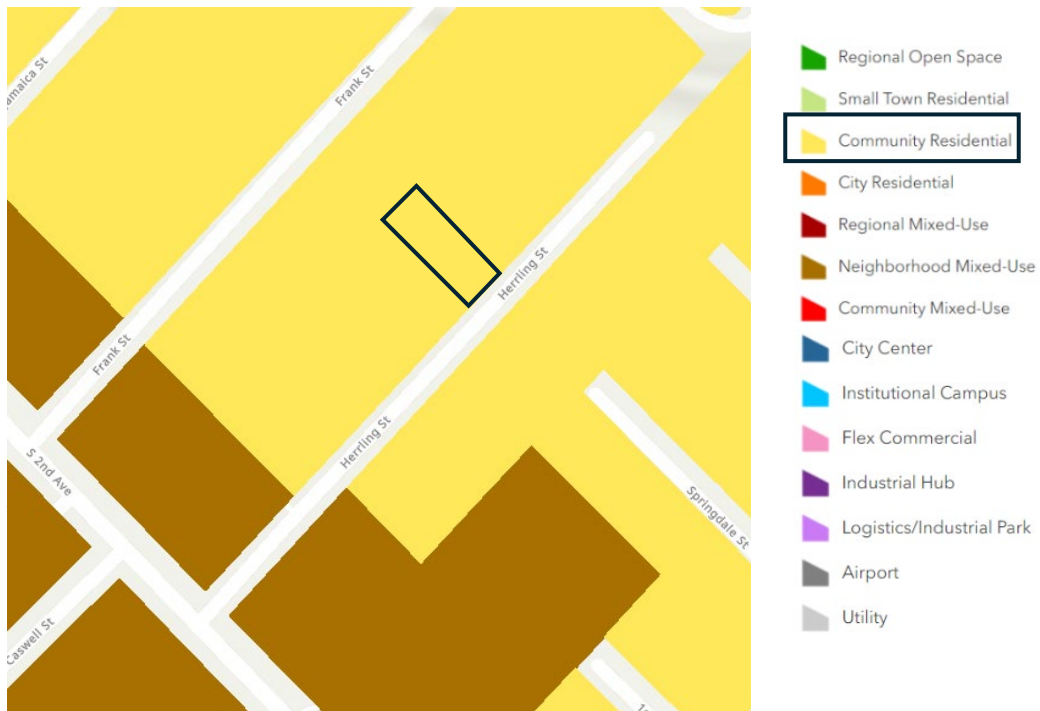 amaica St
Frank St
Frank St
Herrling St
Herrling St
S 2nd Ave
Springdale St
Caswell St
Regional Open Space
Small Town Residential
Community Residential
City Residential
Regional Mixed-Use
Neighborhood Mixed-Use
Community Mixed-Use
City Center
Institutional Campus
Flex Commercial
Industrial Hub
Logistics/Industrial Park
Airport
Utility